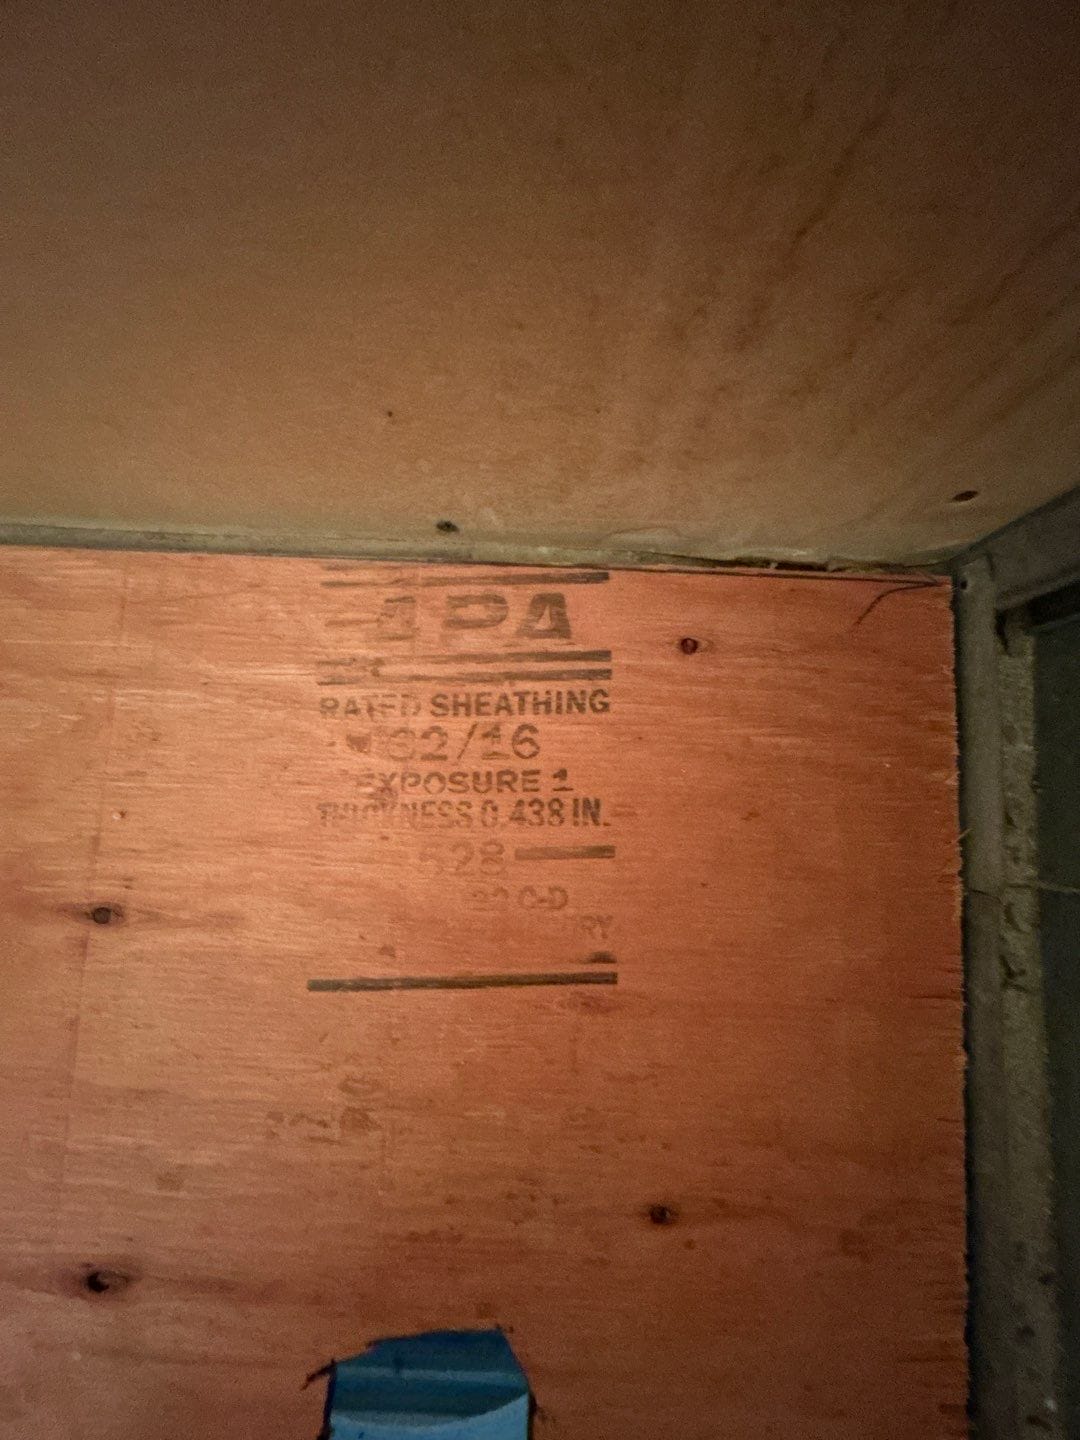 APA
RATED SHEATHING
32/16
EXPOSURE 1
THICKNESS 0.438 IN.
528
C-D